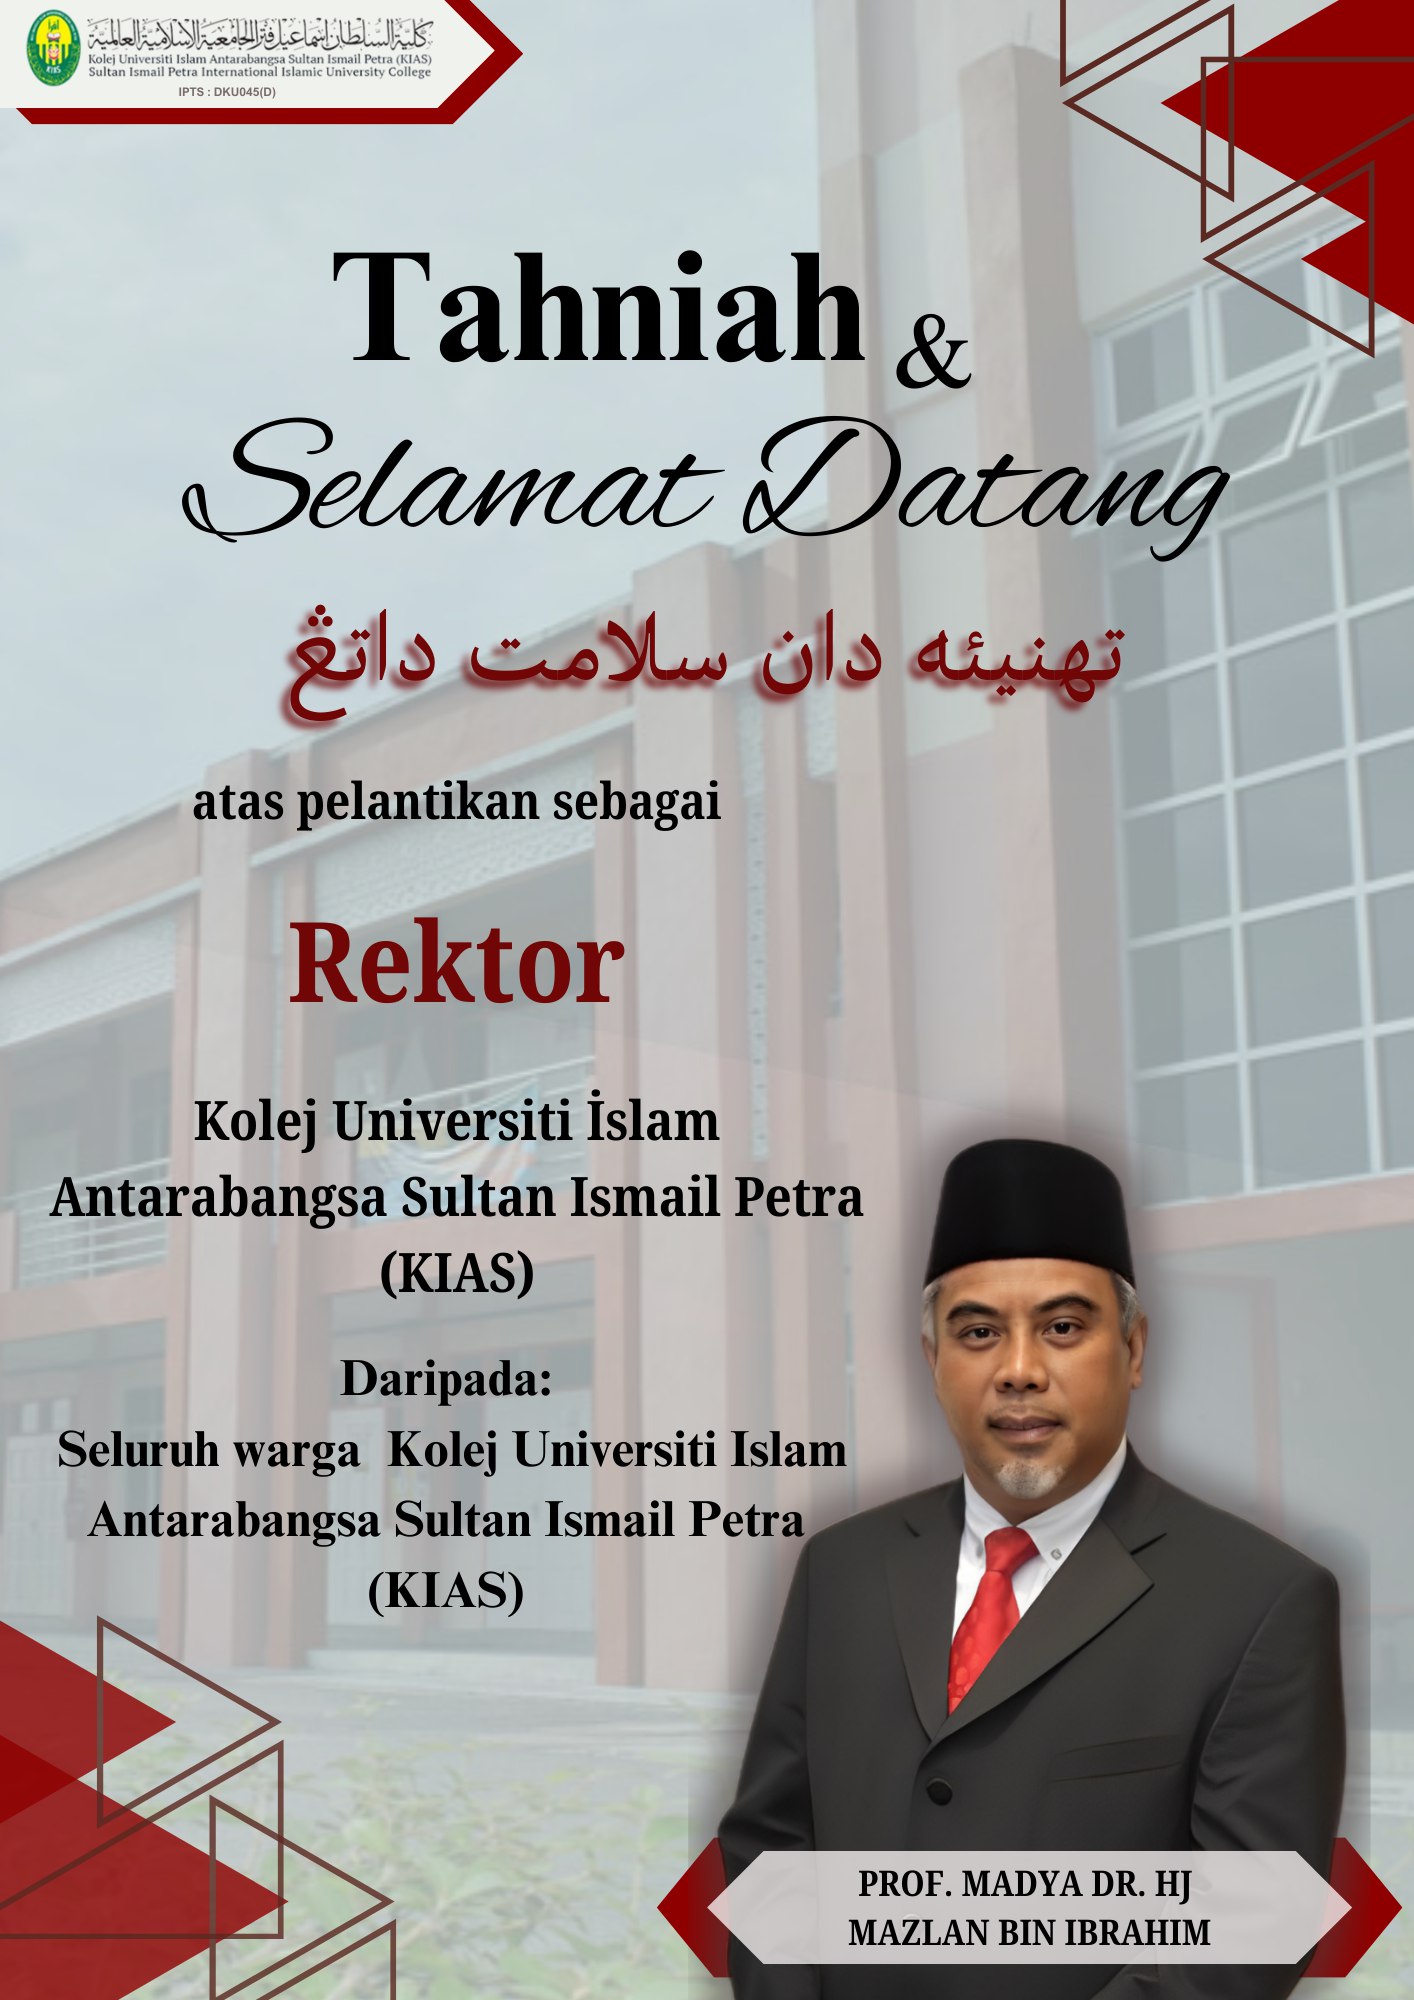 كلية السلطان إسماعيل فترا الجامعية الإسلامية العالمية
Kolej Universiti Islam Antarabangsa Sultan Ismail Petra (KIAS)
Sultan Ismail Petra International Islamic University College
IPTS : DKU045(D)
KIAS
Tahniah &
Selamat Datang
تهنيئه دان سلامت داتڠ
atas pelantikan sebagai
Rektor
Kolej Universiti İslam
Antarabangsa Sultan Ismail Petra
(KIAS)
Daripada:
Seluruh warga Kolej Universiti Islam
Antarabangsa Sultan Ismail Petra
(KIAS)
PROF. MADYA DR. HJ
MAZLAN BIN IBRAHIM